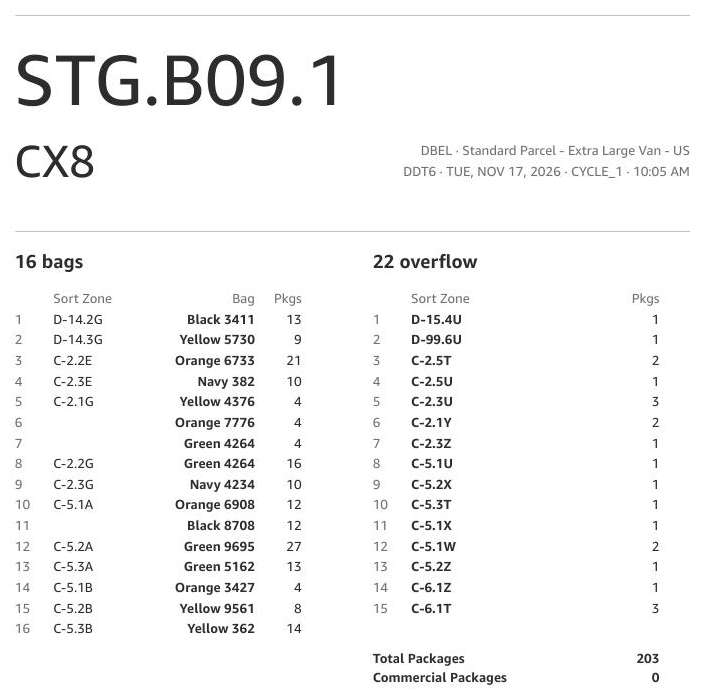 STG.B09.1
CX8
DBEL · Standard Parcel - Extra Large Van - US
DDT6 · TUE, NOV 17, 2026 · CYCLE_1 · 10:05 AM
16 bags
Sort Zone Bag Pkgs
1 D-14.2G Black 3411 13
2 D-14.3G Yellow 5730 9
3 C-2.2E Orange 6733 21
4 C-2.3E Navy 382 10
5 C-2.1G Yellow 4376 4
6 Orange 7776 4
7 Green 4264 4
8 C-2.2G Green 4264 16
9 C-2.3G Navy 4234 10
10 C-5.1A Orange 6908 12
11 Black 8708 12
12 C-5.2A Green 9695 27
13 C-5.3A Green 5162 13
14 C-5.1B Orange 3427 4
15 C-5.2B Yellow 9561 8
16 C-5.3B Yellow 362 14
22 overflow
Sort Zone Pkgs
1 D-15.4U 1
2 D-99.6U 1
3 C-2.5T 2
4 C-2.5U 1
5 C-2.3U 3
6 C-2.1Y 2
7 C-2.3Z 1
8 C-5.1U 1
9 C-5.2X 1
10 C-5.3T 1
11 C-5.1X 1
12 C-5.1W 2
13 C-5.2Z 1
14 C-6.1Z 1
15 C-6.1T 3
Total Packages 203
Commercial Packages 0